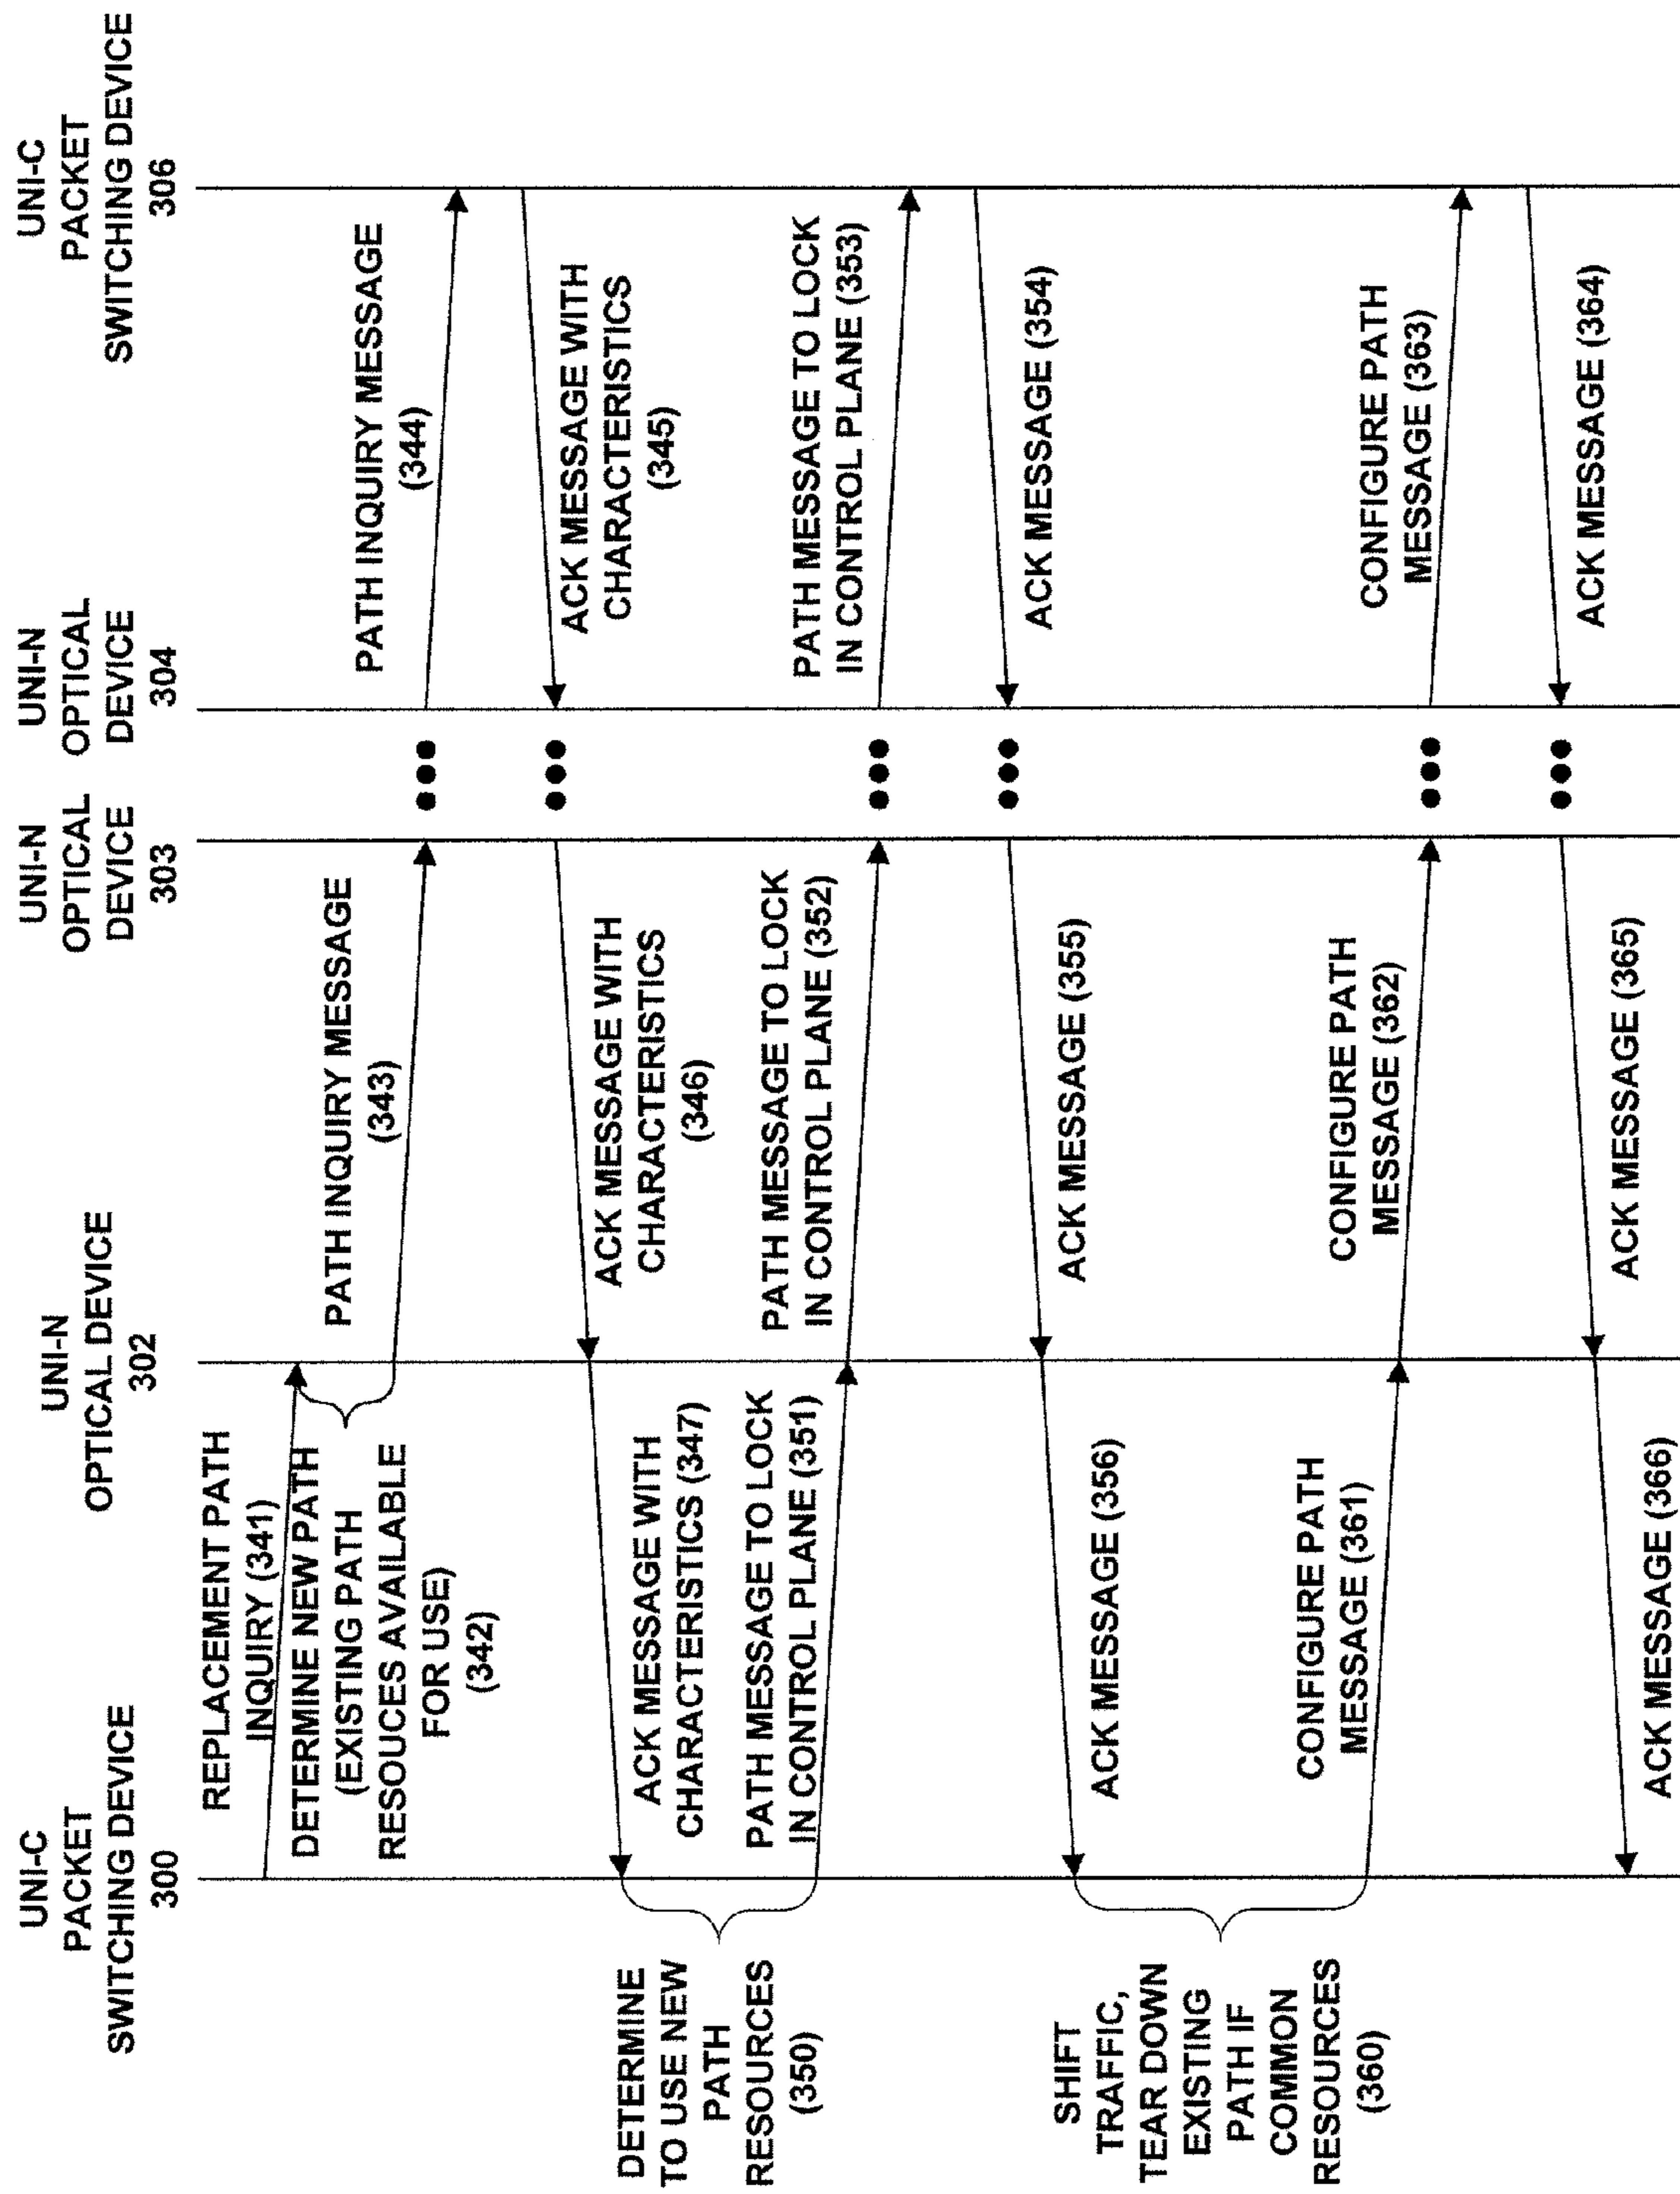 UNI-C
PACKET
SWITCHING DEVICE
300
UNI-N
OPTICAL DEVICE
302
UNI-N
OPTICAL
DEVICE
303
UNI-N
OPTICAL
DEVICE
304
UNI-C
PACKET
SWITCHING DEVICE
306
REPLACEMENT PATH
INQUIRY (341)
DETERMINE NEW PATH
(EXISTING PATH
RESOUCES AVAILABLE
FOR USE)
(342)
PATH INQUIRY MESSAGE
(343)
PATH INQUIRY MESSAGE
(344)
ACK MESSAGE WITH
CHARACTERISTICS
(345)
ACK MESSAGE WITH
CHARACTERISTICS
(346)
ACK MESSAGE WITH
CHARACTERISTICS (347)
DETERMINE
TO USE NEW
PATH
RESOURCES
(350)
PATH MESSAGE TO LOCK
IN CONTROL PLANE (351)
PATH MESSAGE TO LOCK
IN CONTROL PLANE (352)
PATH MESSAGE TO LOCK
IN CONTROL PLANE (353)
ACK MESSAGE (354)
ACK MESSAGE (355)
ACK MESSAGE (356)
SHIFT
TRAFFIC,
TEAR DOWN
EXISTING
PATH IF
COMMON
RESOURCES
(360)
CONFIGURE PATH
MESSAGE (361)
CONFIGURE PATH
MESSAGE (362)
CONFIGURE PATH
MESSAGE (363)
ACK MESSAGE (364)
ACK MESSAGE (365)
ACK MESSAGE (366)